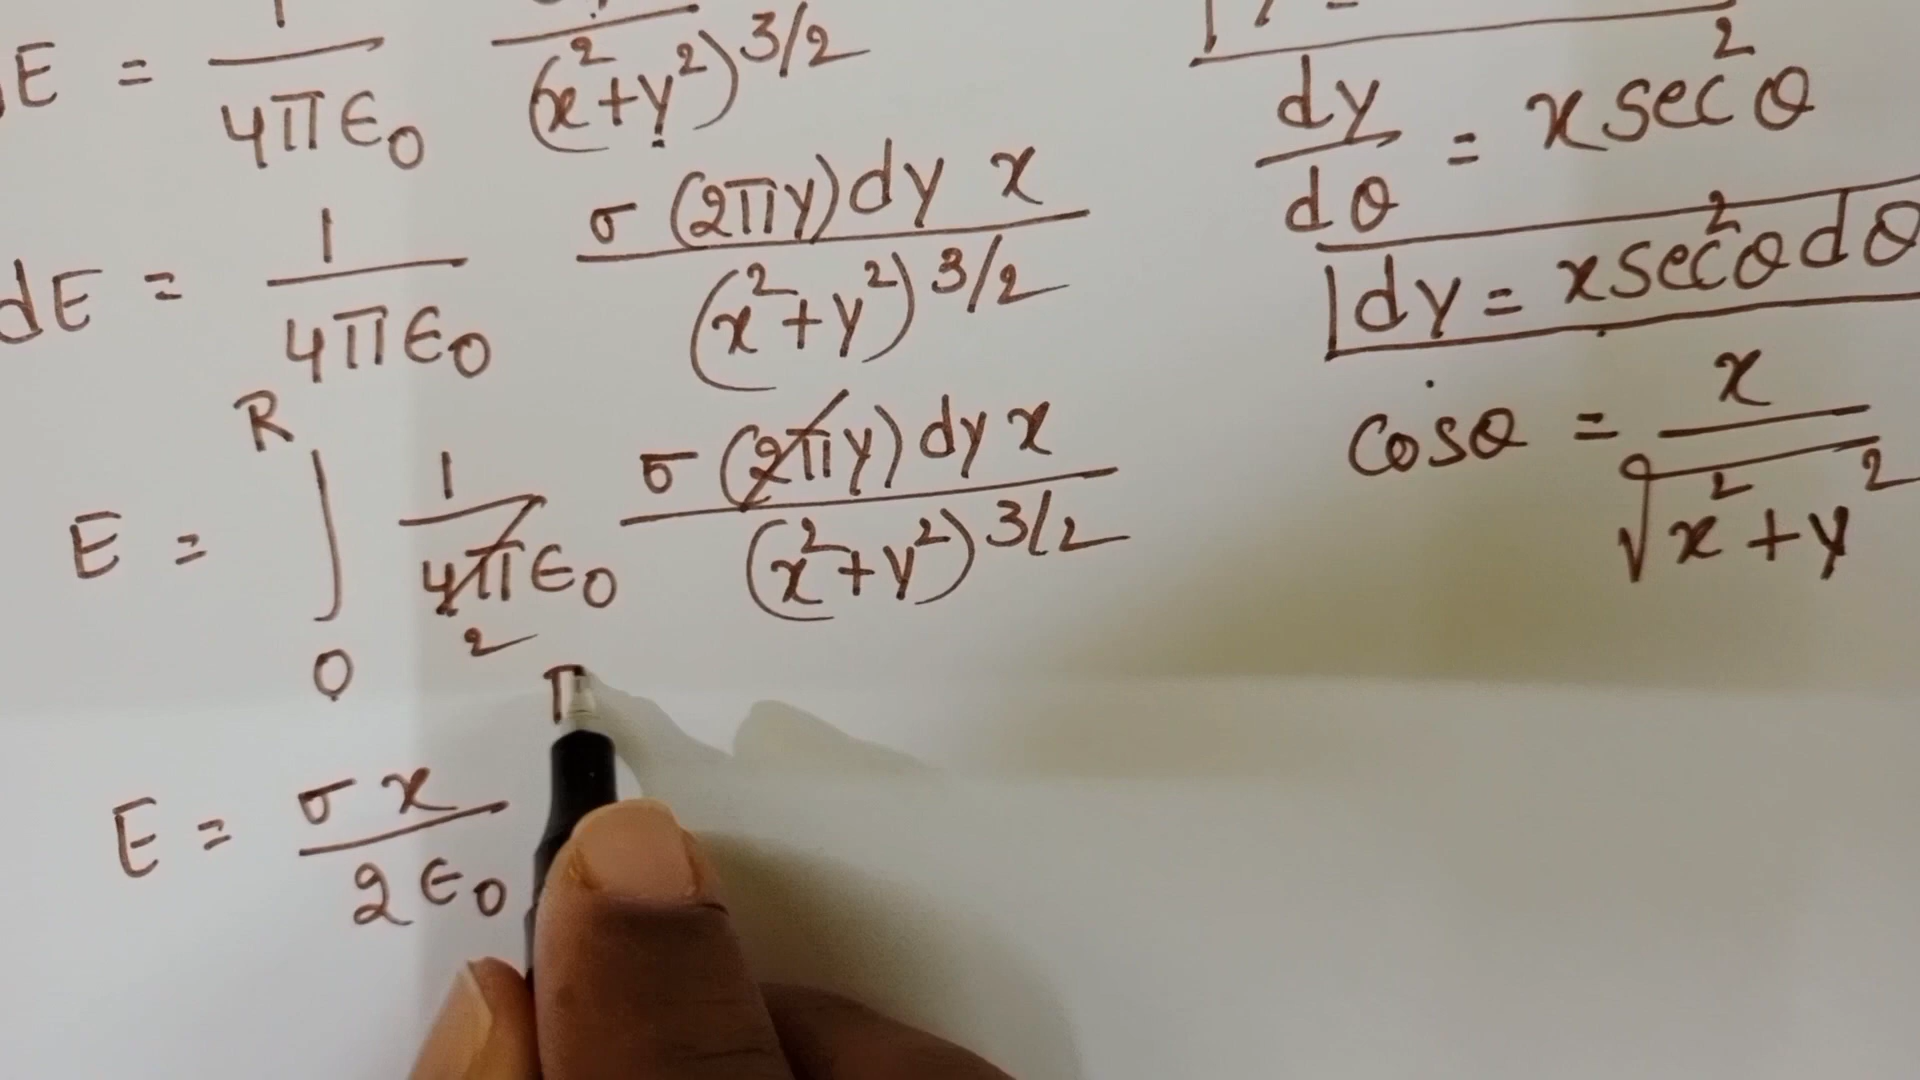 dE = 1/4πϵ0 /(x²+y²)^3/2
dE = 1/4πϵ0 σ(2πy)dy x/(x²+y²)^3/2
E = ∫0^R 1/4πϵ0 σ(2πy)dy x/(x²+y²)^3/2
2
E = σx/2ϵ0
dy/dθ = x sec²θ
dy = x sec²θ dθ
cosθ = x/√x²+y²